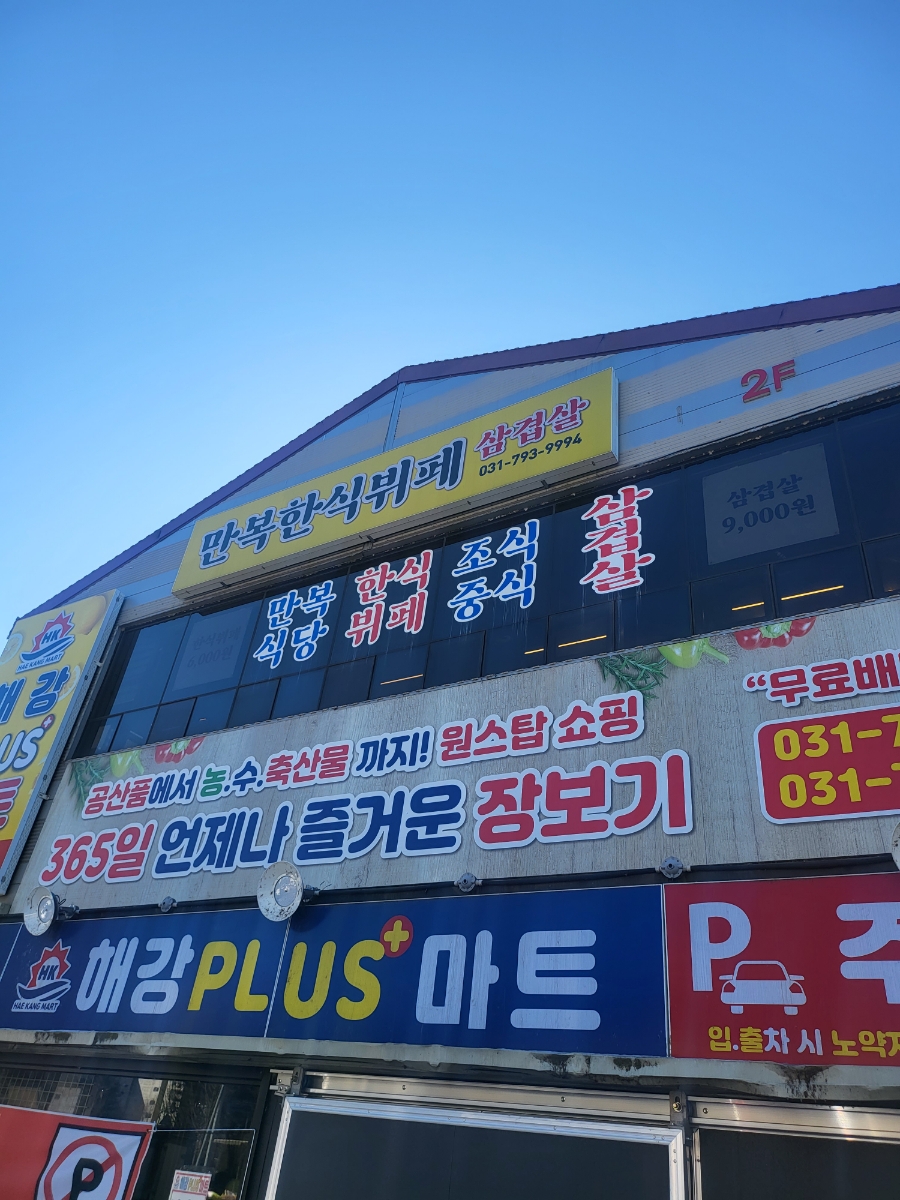 2F
만복한식뷔페 삼겹살
031-793-9994
삼겹살
9,000원
만복
식당
한식
뷔페
조식
중식
삼겹살
HK
HAE KANG MART
해강
공산품에서 농.수.축산물 까지! 원스탑 쇼핑
365일 언제나 즐거운 장보기
"무료배
031-7
031-7
HK
HAE KANG MART
해강PLUS+ 마트
P
입.출차 시 노약자
P